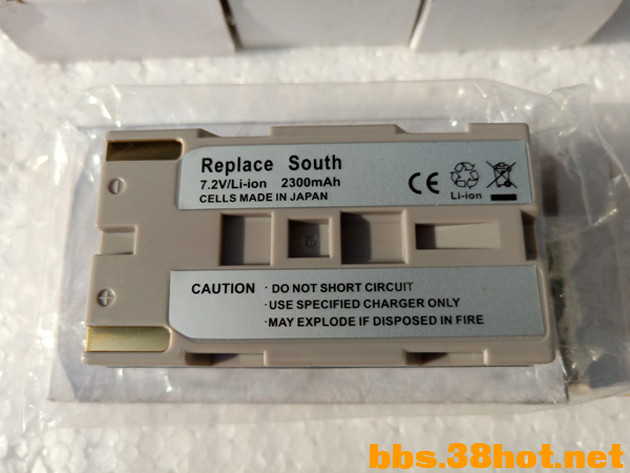 Replace South
7.2V/Li-ion 2300mAh
CELLS MADE IN JAPAN
CE
Li-ion
CAUTION · DO NOT SHORT CIRCUIT
·USE SPECIFIED CHARGER ONLY
·MAY EXPLODE IF DISPOSED IN FIRE
bbs.38hot.net